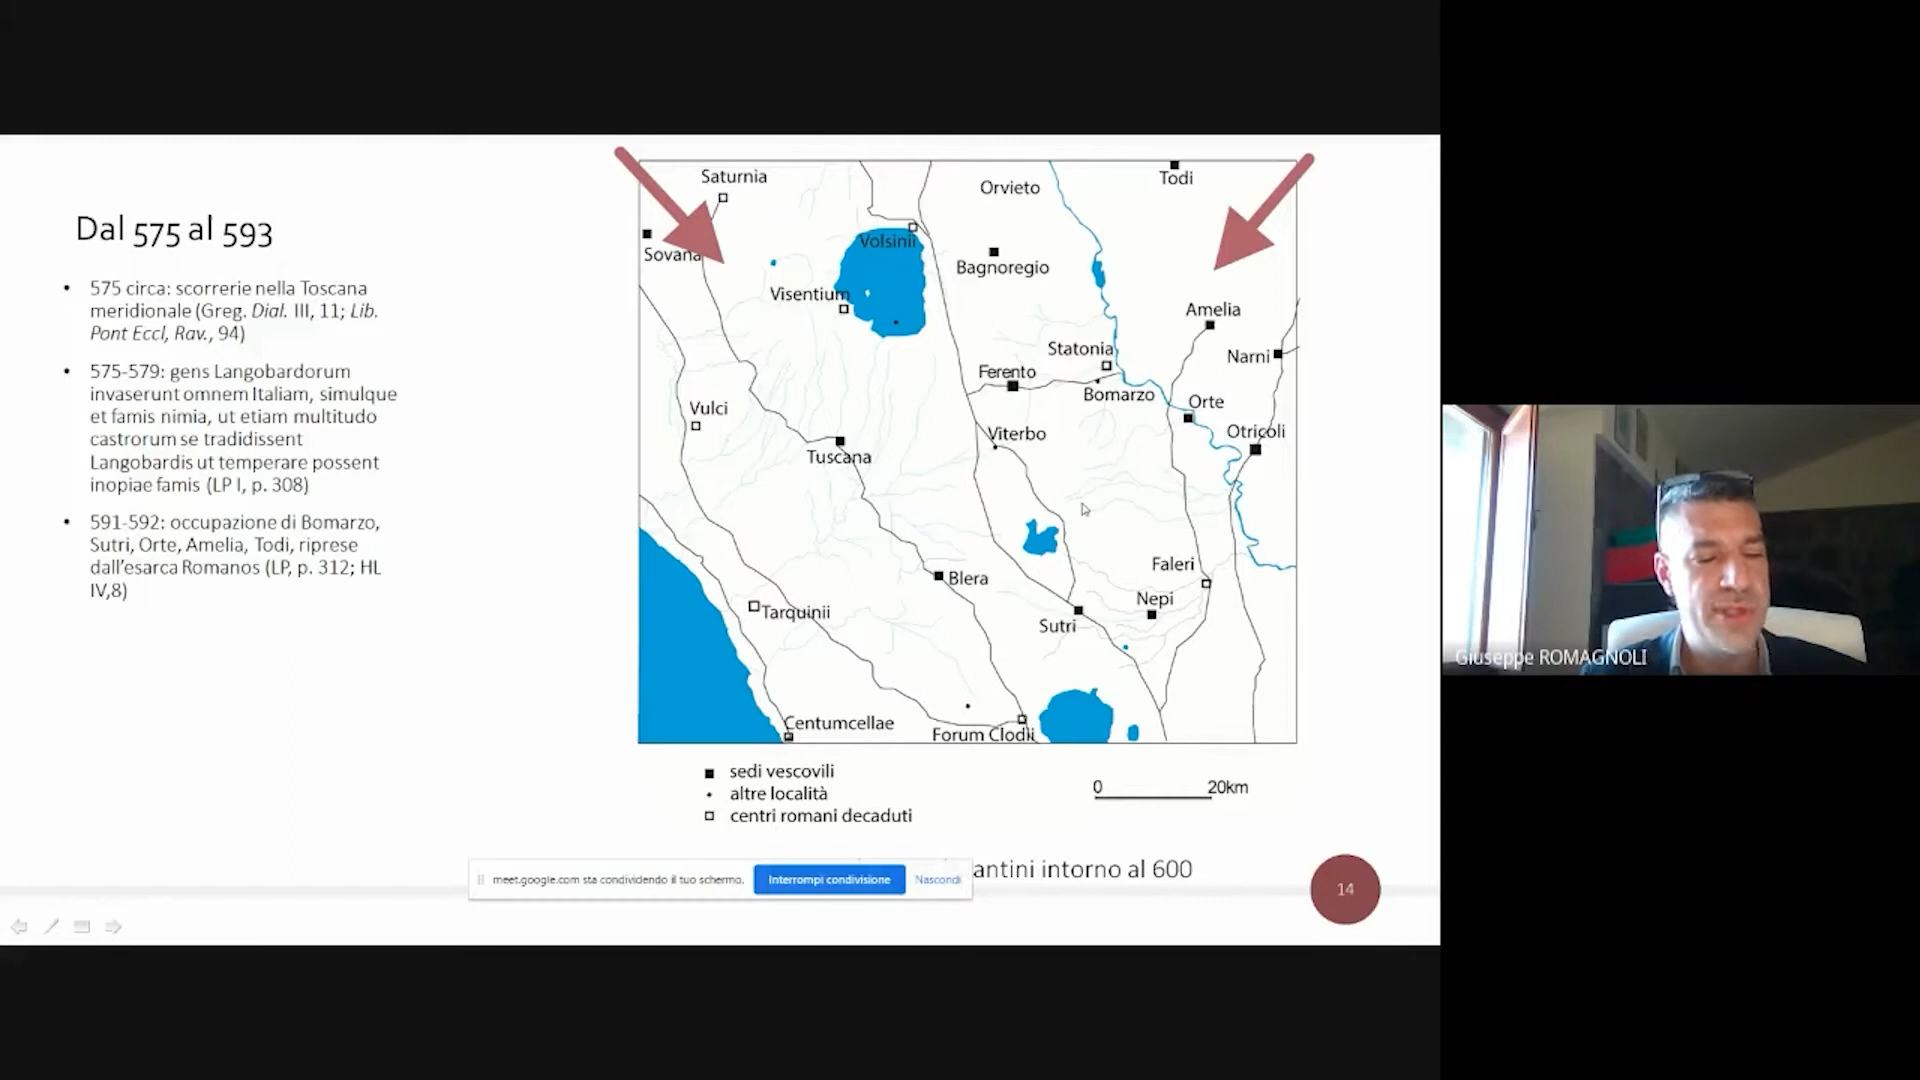 Dal 575 al 593
• 575 circa: scorrerie nella Toscana
meridionale (Greg. Dial. III, 11; Lib.
Pont Eccl, Rav., 94)
• 575-579: gens Langobardorum
invaserunt omnem Italiam, simulque
et famis nimia, ut etiam multitudo
castrorum se tradidissent
Langobardis ut temperare possent
inopiae famis (LP I, p. 308)
• 591-592: occupazione di Bomarzo,
Sutri, Orte, Amelia, Todi, riprese
dall'esarca Romanos (LP, p. 312; HL
IV,8)
Saturnia
Orvieto
Todi
Sovana
Volsinii
Bagnoregio
Visentium
Amelia
Statonia
Narni
Ferento
Bomarzo
Orte
Vulci
Viterbo
Otricoli
Tuscana
Faleri
Blera
Nepi
Tarquinii
Sutri
Centumcellae
Forum Clodii
sedi vescovili
altre località
centri romani decaduti
0 20km
antini intorno al 600
meet.google.com sta condividendo il tuo schermo.
Interrompi condivisione
Nascondi
14
Giuseppe ROMAGNOLI